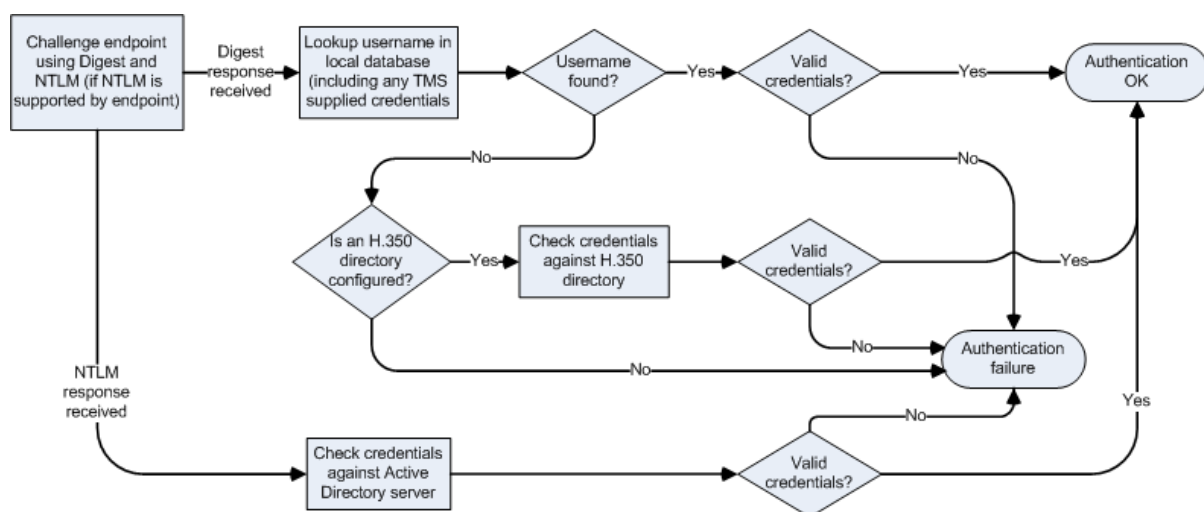 Challenge endpoint
using Digest and
NTLM (if NTLM is
supported by endpoint)
Digest
response
received
Lookup username in
local database
(including any TMS
supplied credentials
Username
found?
Yes
Valid
credentials?
Yes
Authentication
OK
No
No
Is an H.350
directory
configured?
Yes
Check credentials
against H.350
directory
Valid
credentials?
Yes
No
Authentication
failure
No
NTLM
response
received
Yes
No
Check credentials
against Active
Directory server
Valid
credentials?